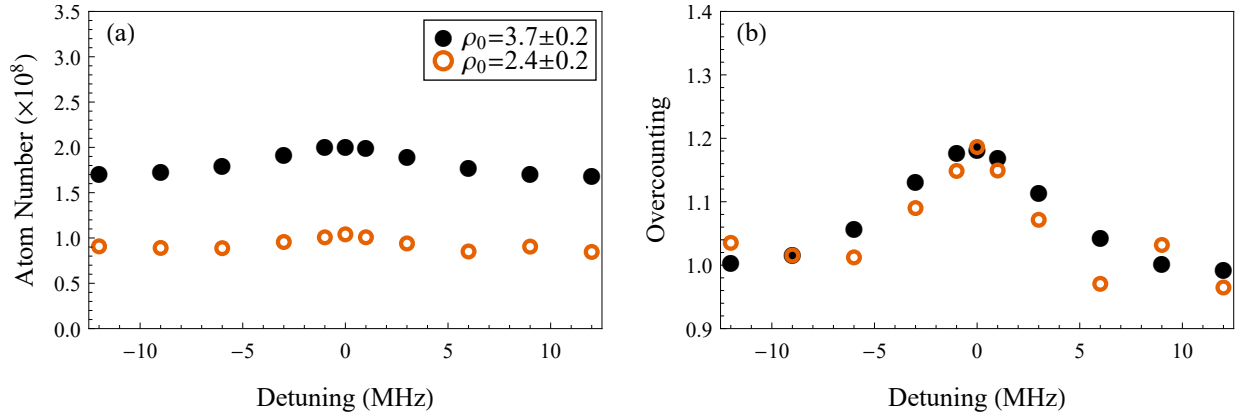 (a)
ρ₀=3.7±0.2
ρ₀=2.4±0.2
Atom Number (×10⁸)
3.5
3.0
2.5
2.0
1.5
1.0
0.5
0.0
−10 −5 0 5 10
Detuning (MHz)
(b)
Overcounting
1.4
1.3
1.2
1.1
1.0
0.9
−10 −5 0 5 10
Detuning (MHz)